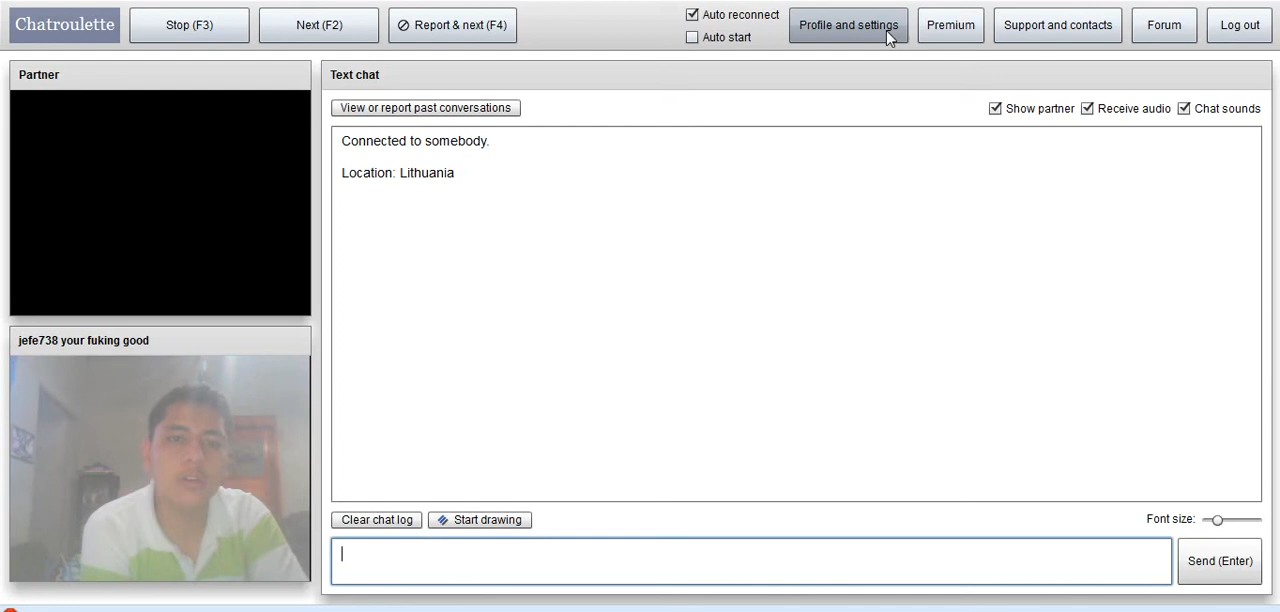 Chatroulette
Stop (F3)
Next (F2)
Report & next (F4)
Auto reconnect
Auto start
Profile and settings
Premium
Support and contacts
Forum
Log out
Partner
Text chat
View or report past conversations
Show partner
Receive audio
Chat sounds
Connected to somebody.
Location: Lithuania
jefe738 your fuking good
Clear chat log
Start drawing
Font size:
Send (Enter)